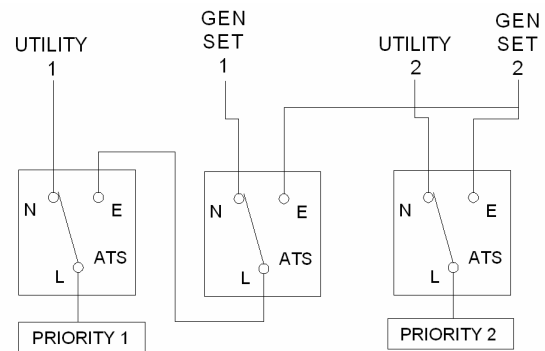 UTILITY
1
GEN
SET
1
UTILITY
2
GEN
SET
2
N
E
ATS
L
PRIORITY 1
N
E
ATS
L
N
E
ATS
L
PRIORITY 2